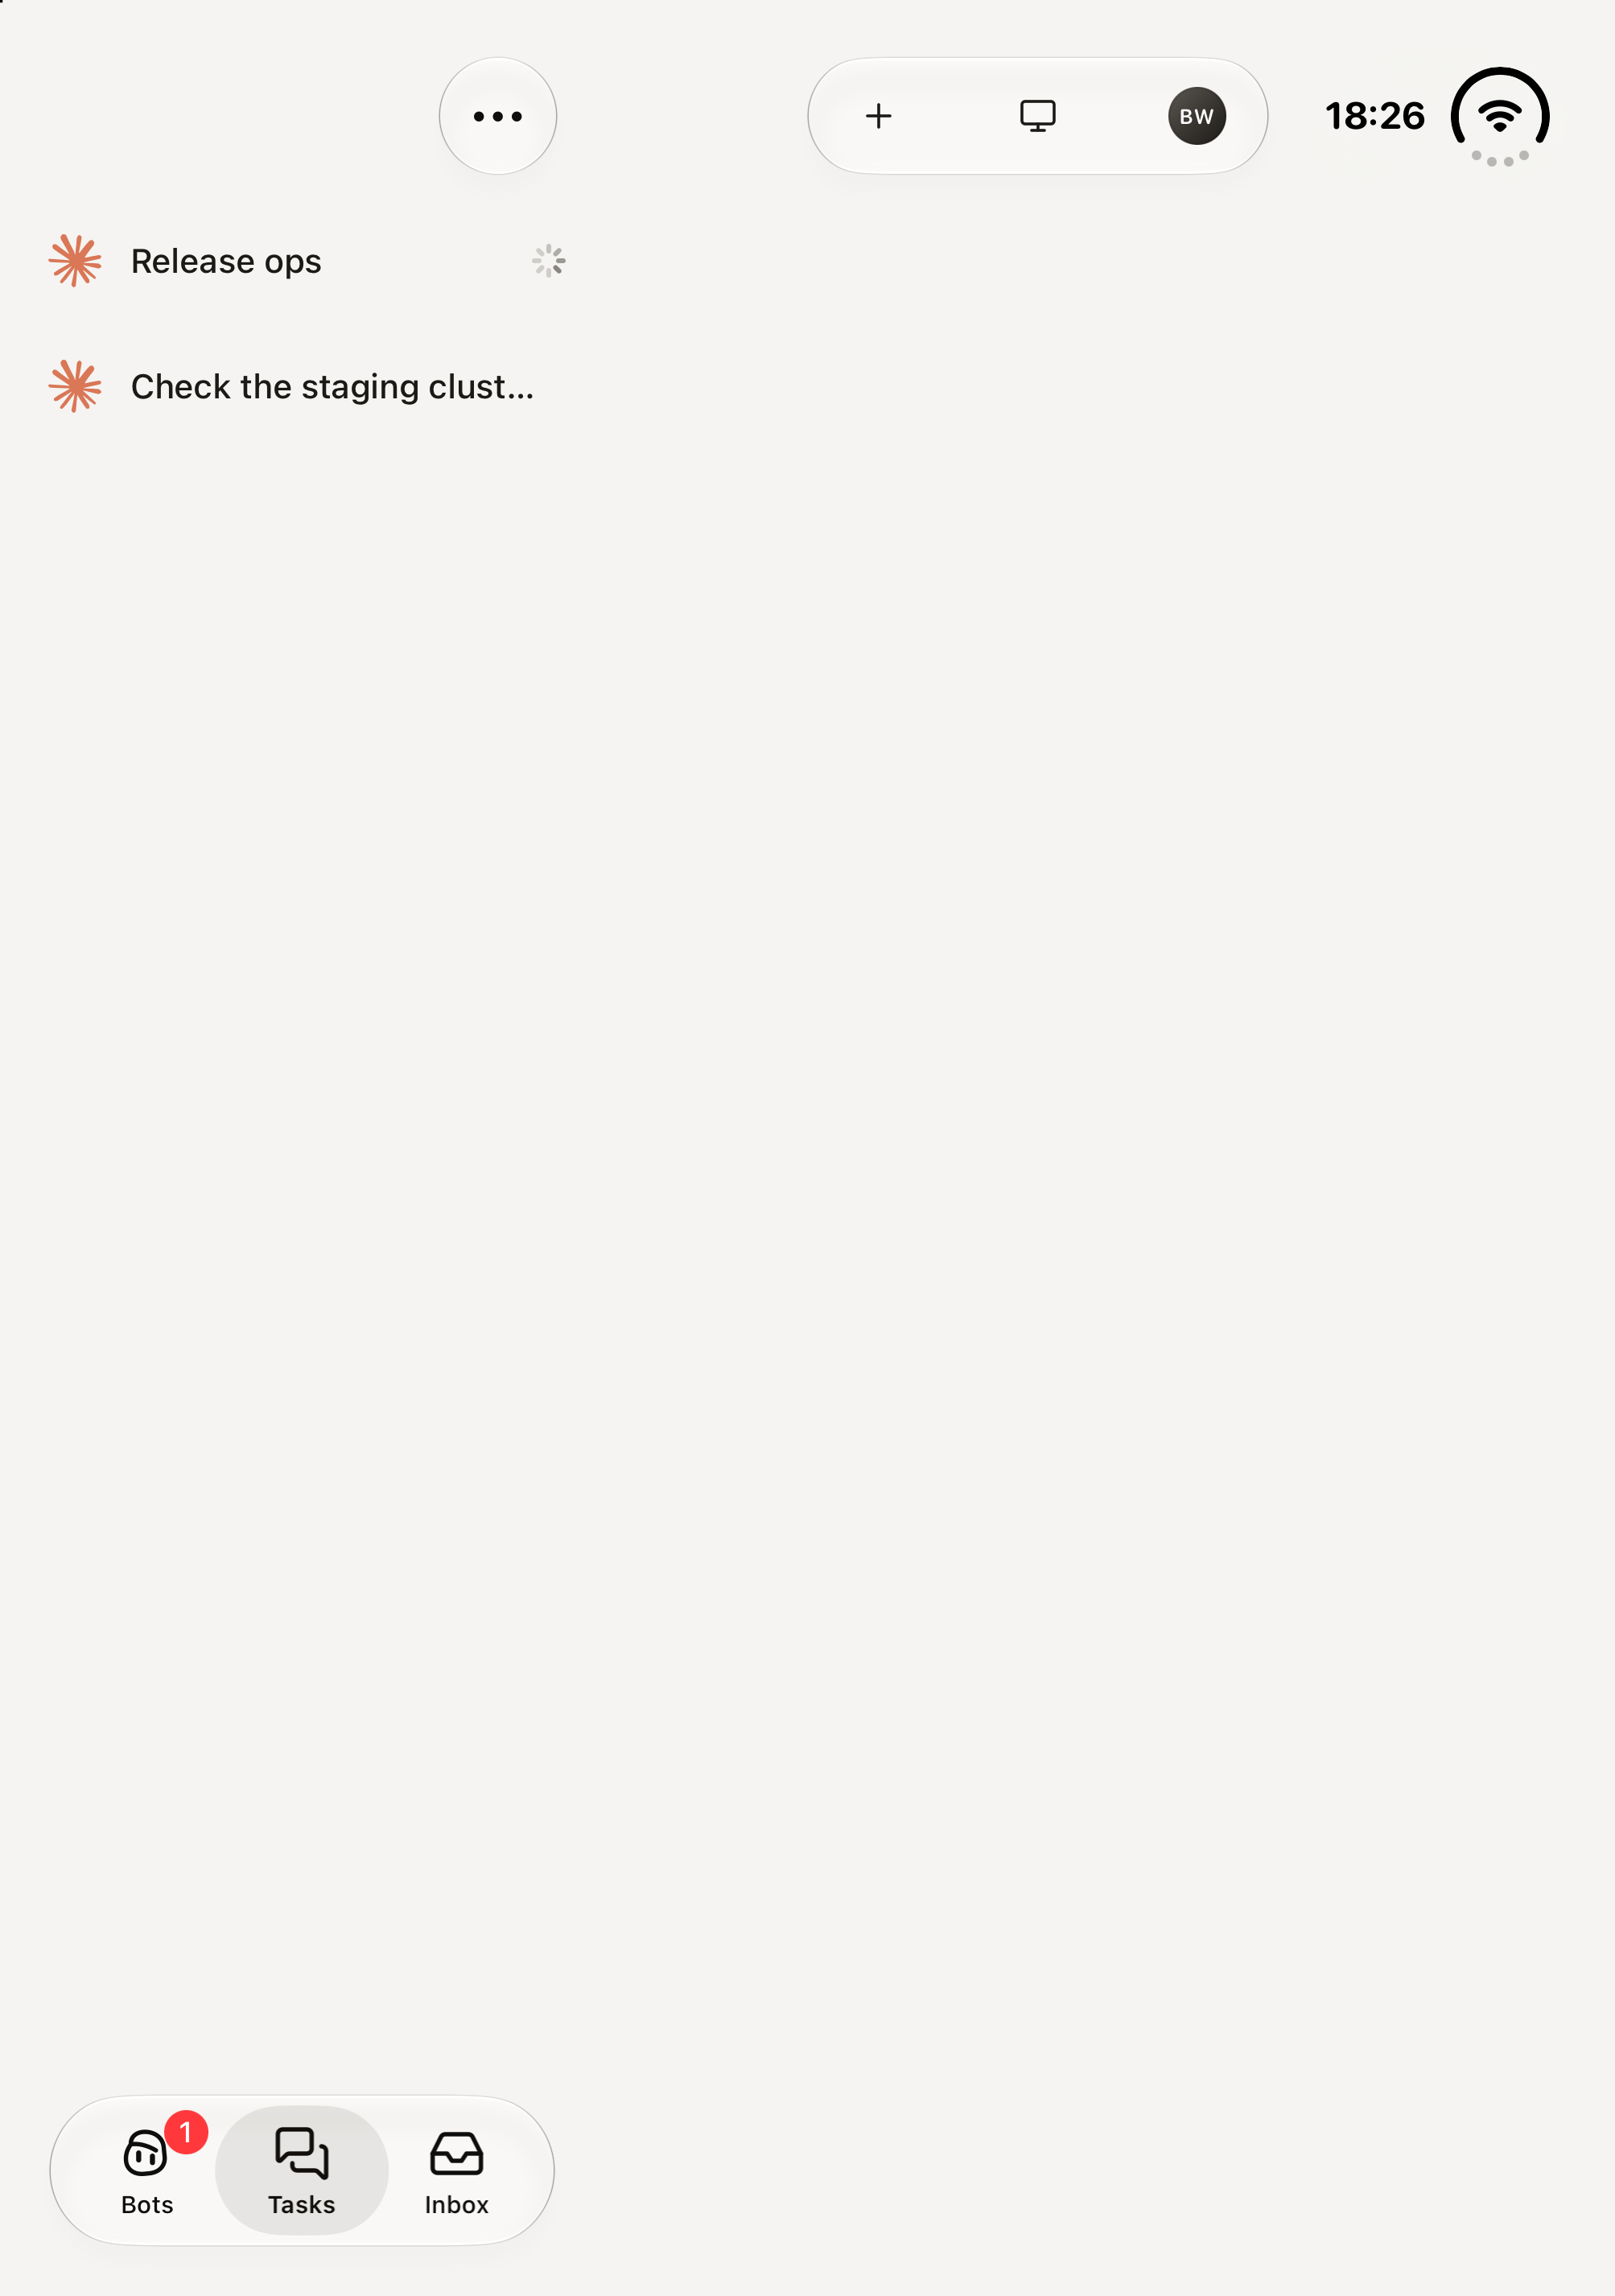 BW
18:26
Release ops
Check the staging clust...
1
Bots
Tasks
Inbox